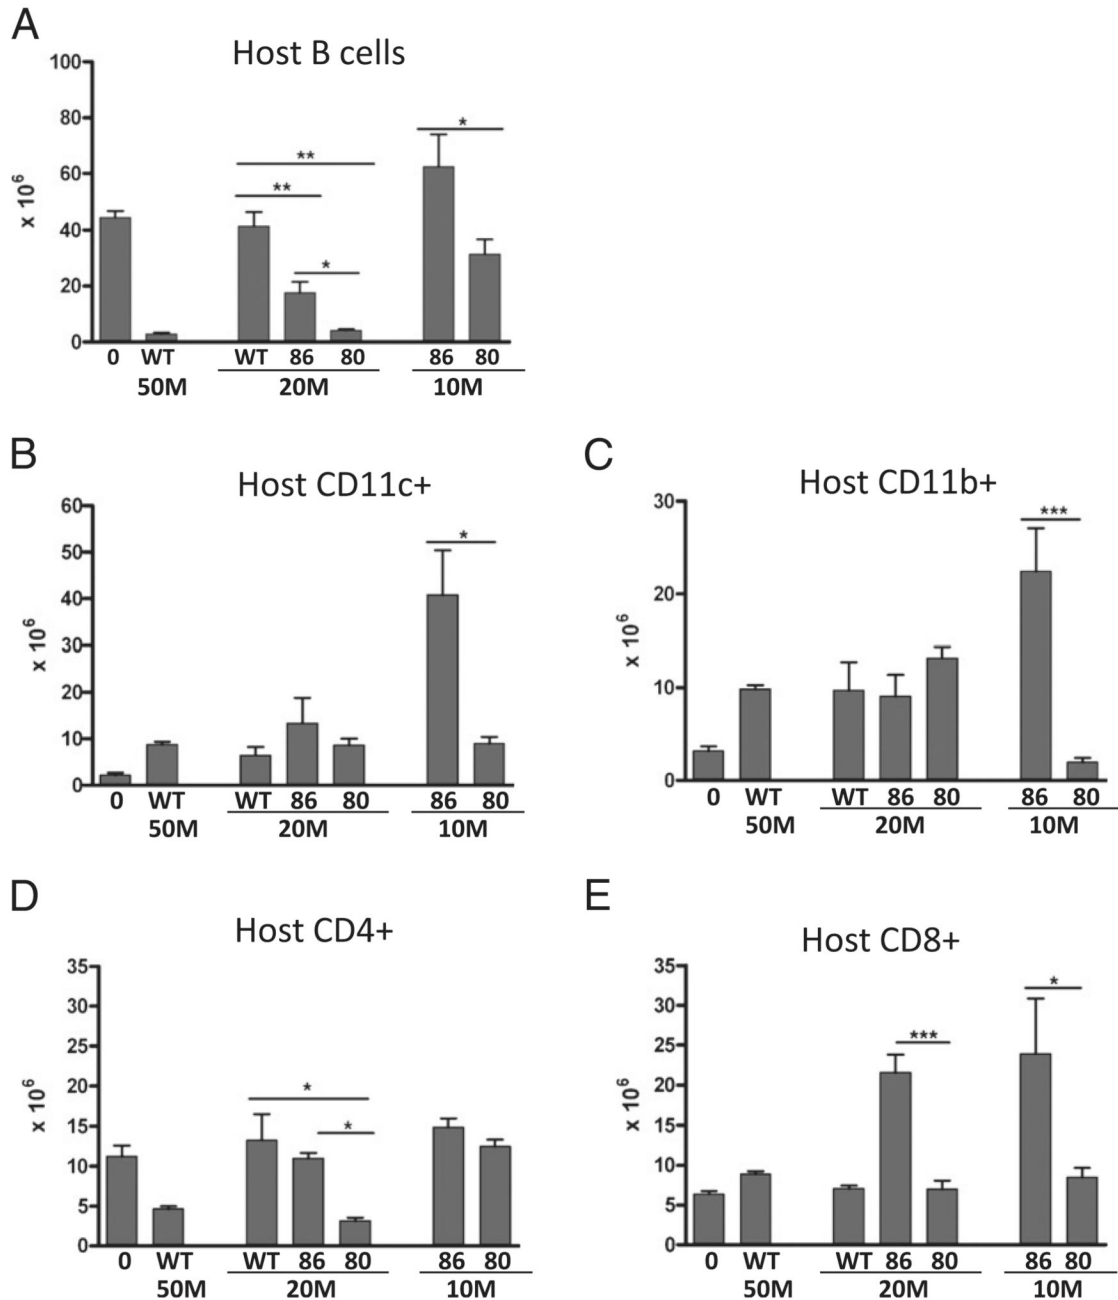 A
Host B cells
100
80
60
40
20
0
x 10⁶
**
**
*
*
0 WT WT 86 80 86 80
50M 20M 10M
B
Host CD11c+
60
50
40
30
20
10
0
x 10⁶
*
0 WT WT 86 80 86 80
50M 20M 10M
C
Host CD11b+
30
20
10
0
x 10⁶
***
0 WT WT 86 80 86 80
50M 20M 10M
D
Host CD4+
35
30
25
20
15
10
5
0
x 10⁶
*
*
0 WT WT 86 80 86 80
50M 20M 10M
E
Host CD8+
35
30
25
20
15
10
5
0
x 10⁶
***
*
0 WT WT 86 80 86 80
50M 20M 10M